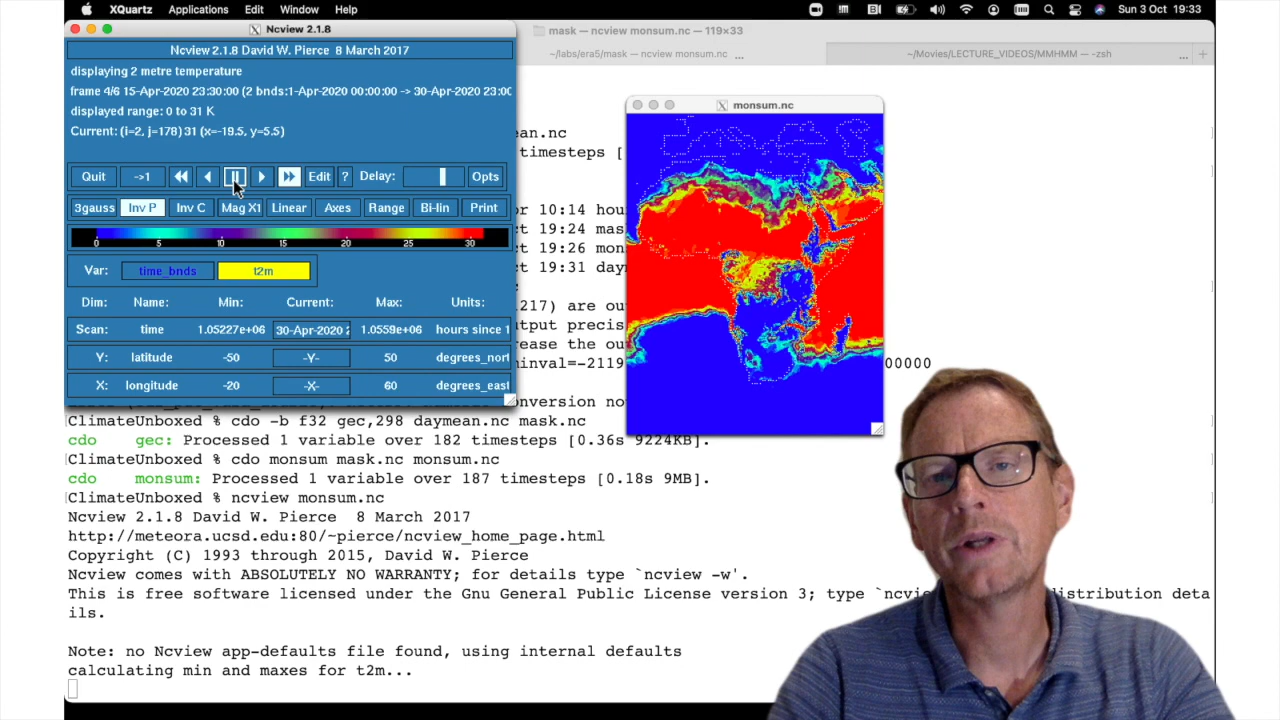 XQuartz Applications Edit Window Help
Sun 3 Oct 19:33
Ncview 2.1.8
mask — ncview monsum.nc — 119×33
~/labs/era5/mask — ncview monsum.nc ...
~/Movies/LECTURE_VIDEOS/MMHMM — -zsh ...
Ncview 2.1.8 David W. Pierce 8 March 2017
displaying 2 metre temperature
frame 4/6 15-Apr-2020 23:30:00 (2 bnds:1-Apr-2020 00:00:00 -> 30-Apr-2020 23:00
displayed range: 0 to 31 K
Current: (i=2, j=178) 31 (x=-19.5, y=5.5)
Quit ->1 Edit ? Delay: Opts
3gauss Inv P Inv C Mag X1 Linear Axes Range Bi-lin Print
0 5 10 15 20 25 30
Var: time_bnds t2m
Dim: Name: Min: Current: Max: Units:
Scan: time 1.05227e+06 30-Apr-2020 2 1.0559e+06 hours since 1
Y: latitude -50 -Y- 50 degrees_nort
X: longitude -20 -X- 60 degrees_east
monsum.nc
ean.nc
timesteps [
or 10:14 hou
ct 19:24 mas
ct 19:26 mon
ct 19:31 daym
217) are ou
tput precis
ease the ou
minval=-2119
00000
onversion no
ClimateUnboxed % cdo -b f32 gec,298 daymean.nc mask.nc
cdo gec: Processed 1 variable over 182 timesteps [0.36s 9224KB].
ClimateUnboxed % cdo monsum mask.nc monsum.nc
cdo monsum: Processed 1 variable over 187 timesteps [0.18s 9MB].
ClimateUnboxed % ncview monsum.nc
Ncview 2.1.8 David W. Pierce 8 March 2017
http://meteora.ucsd.edu:80/~pierce/ncview_home_page.html
Copyright (C) 1993 through 2015, David W. Pierce
Ncview comes with ABSOLUTELY NO WARRANTY; for details type `ncview -w'.
This is free software licensed under the Gnu General Public License version 3; type `ncvie distribution deta
ils.
Note: no Ncview app-defaults file found, using internal defaults
calculating min and maxes for t2m...